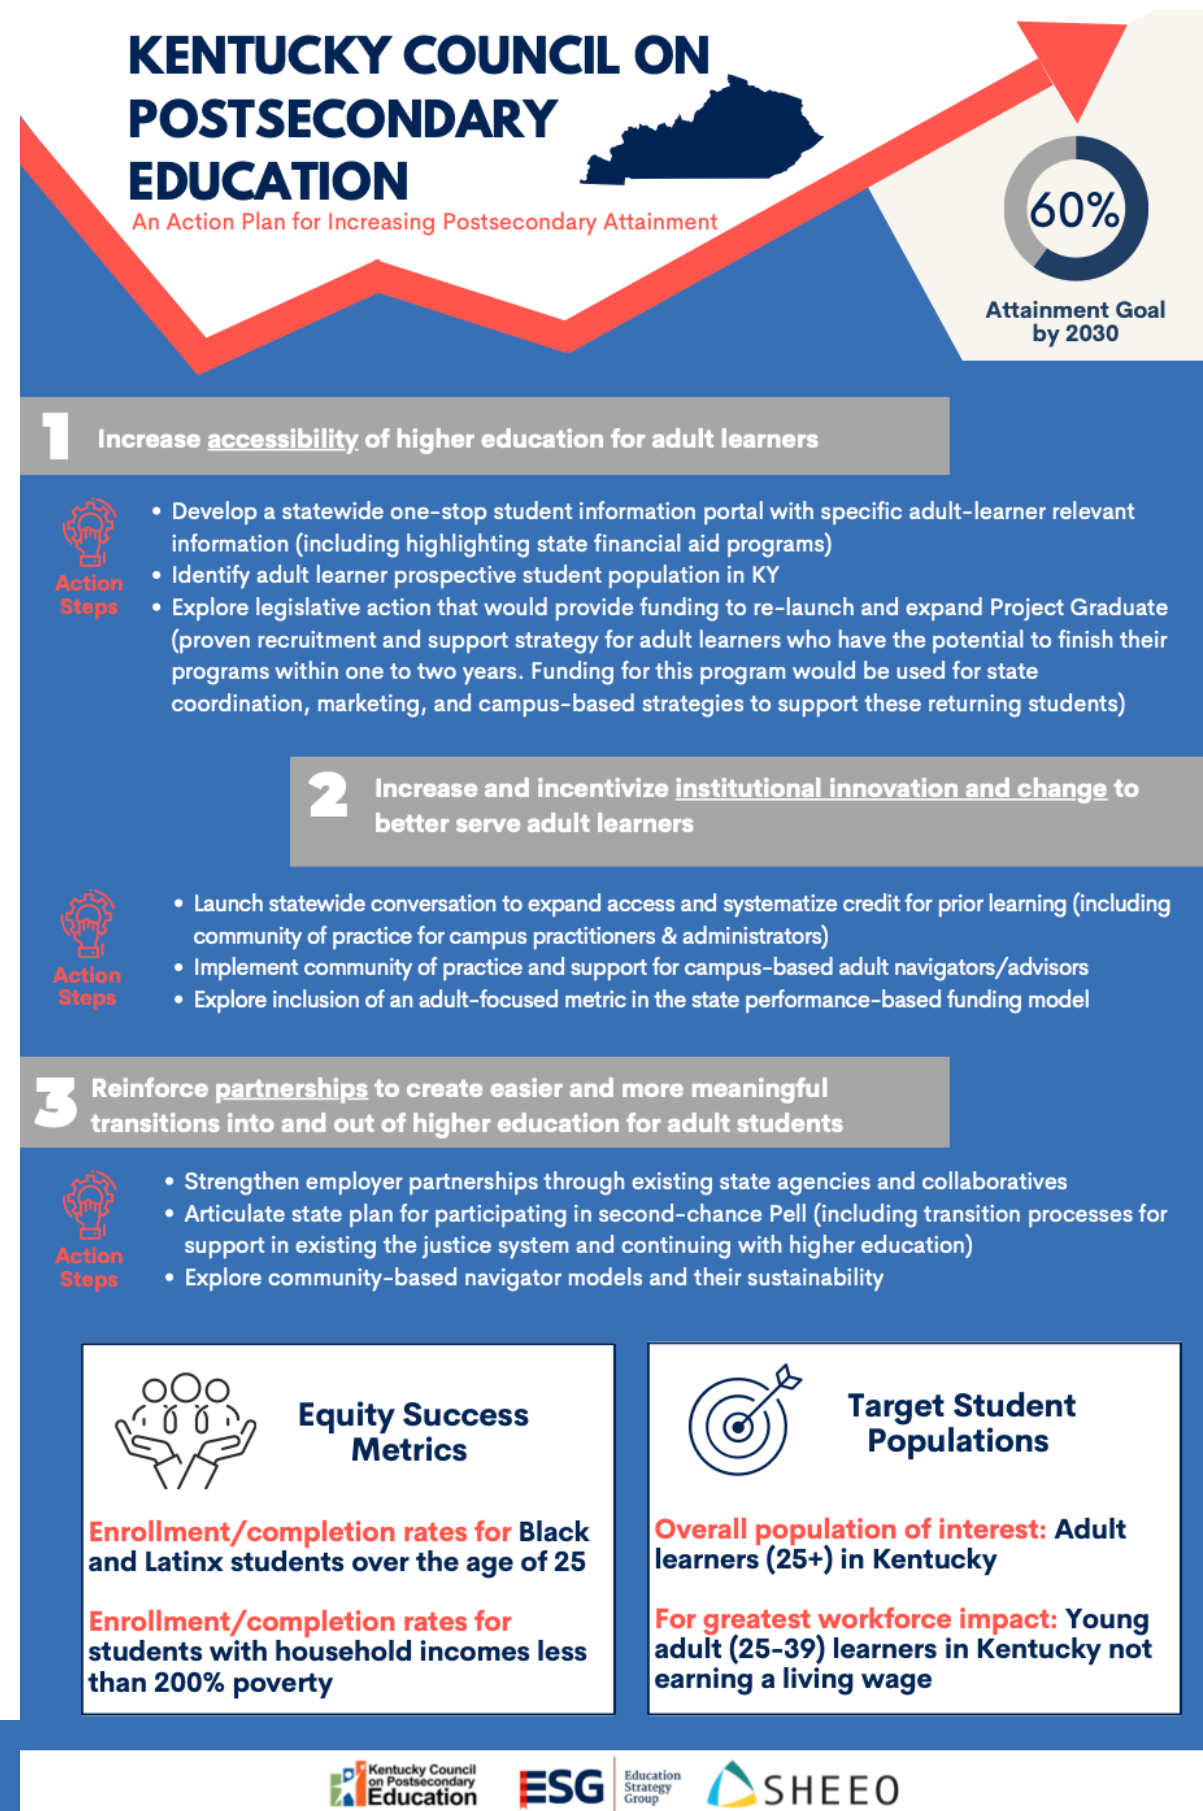 KENTUCKY COUNCIL ON
POSTSECONDARY
EDUCATION
An Action Plan for Increasing Postsecondary Attainment
60%
Attainment Goal
by 2030
1
Increase accessibility of higher education for adult learners
Action
Steps
• Develop a statewide one-stop student information portal with specific adult-learner relevant
information (including highlighting state financial aid programs)
• Identify adult learner prospective student population in KY
• Explore legislative action that would provide funding to re-launch and expand Project Graduate
(proven recruitment and support strategy for adult learners who have the potential to finish their
programs within one to two years. Funding for this program would be used for state
coordination, marketing, and campus-based strategies to support these returning students)
2
Increase and incentivize institutional innovation and change to
better serve adult learners
Action
Steps
• Launch statewide conversation to expand access and systematize credit for prior learning (including
community of practice for campus practitioners & administrators)
• Implement community of practice and support for campus-based adult navigators/advisors
• Explore inclusion of an adult-focused metric in the state performance-based funding model
3
Reinforce partnerships to create easier and more meaningful
transitions into and out of higher education for adult students
Action
Steps
• Strengthen employer partnerships through existing state agencies and collaboratives
• Articulate state plan for participating in second-chance Pell (including transition processes for
support in existing the justice system and continuing with higher education)
• Explore community-based navigator models and their sustainability
Equity Success
Metrics
Enrollment/completion rates for Black
and Latinx students over the age of 25
Enrollment/completion rates for
students with household incomes less
than 200% poverty
Target Student
Populations
Overall population of interest: Adult
learners (25+) in Kentucky
For greatest workforce impact: Young
adult (25-39) learners in Kentucky not
earning a living wage
Kentucky Council
on Postsecondary
Education
ESG
Education
Strategy
Group
SHEEO